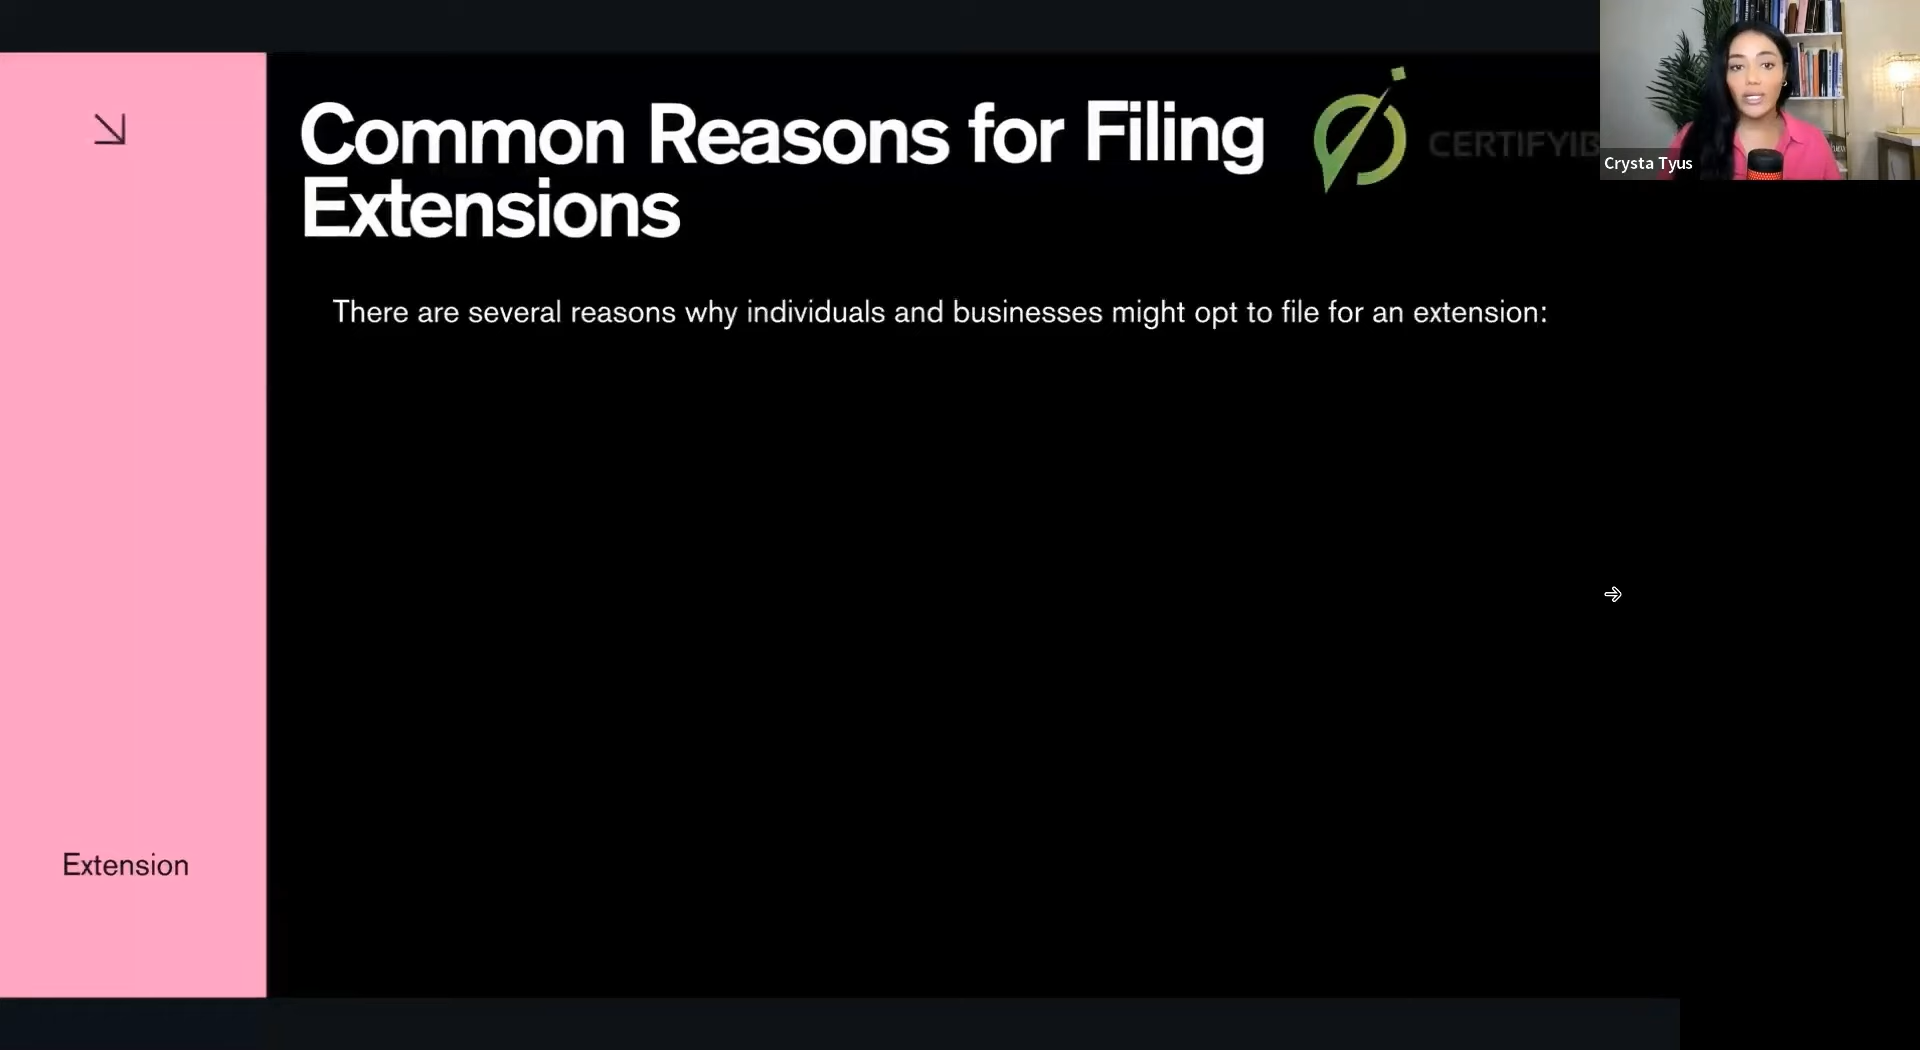 Common Reasons for Filing
Extensions
CERTIFYIB
Crysta Tyus
There are several reasons why individuals and businesses might opt to file for an extension:
Extension